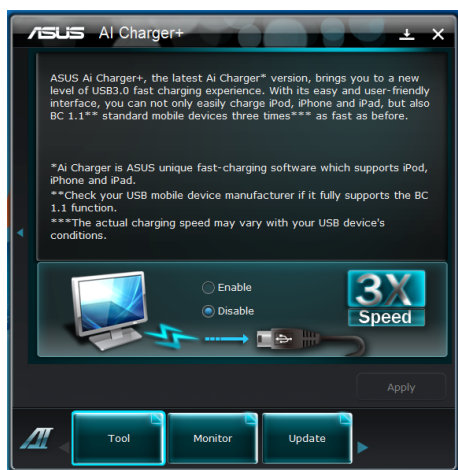 ASUS AI Charger+
ASUS Ai Charger+, the latest Ai Charger* version, brings you to a new
level of USB3.0 fast charging experience. With its easy and user-friendly
interface, you can not only easily charge iPod, iPhone and iPad, but also
BC 1.1** standard mobile devices three times*** as fast as before.
*Ai Charger is ASUS unique fast-charging software which supports iPod,
iPhone and iPad.
**Check your USB mobile device manufacturer if it fully supports the BC
1.1 function.
***The actual charging speed may vary with your USB device's
conditions.
Enable
Disable
3X
Speed
Apply
AI
Tool
Monitor
Update